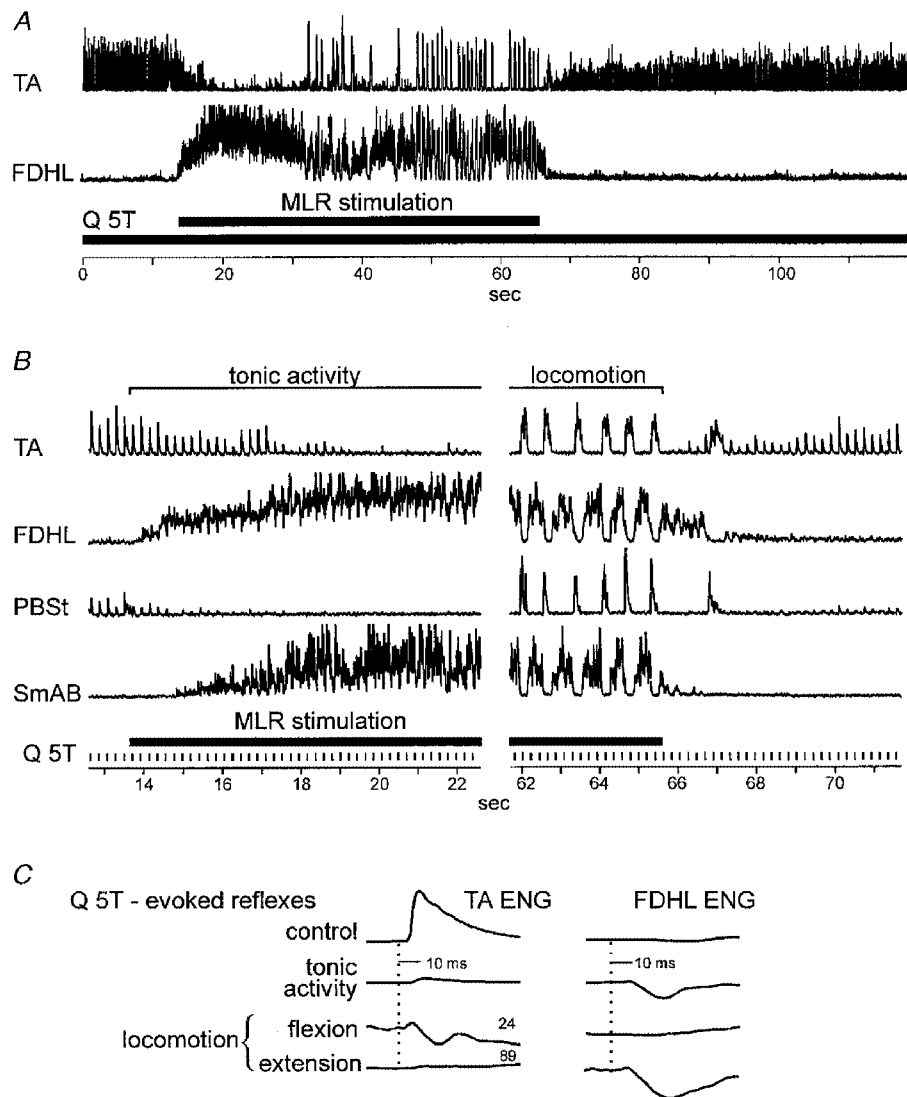 A
TA
FDHL
MLR stimulation
Q 5T
0 20 40 60 80 100
sec
B
tonic activity locomotion
TA
FDHL
PBSt
SmAB
MLR stimulation
Q 5T
14 16 18 20 22 62 64 66 68 70
sec
C
Q 5T - evoked reflexes TA ENG FDHL ENG
control
tonic activity 10 ms 10 ms
locomotion flexion 24
extension 89